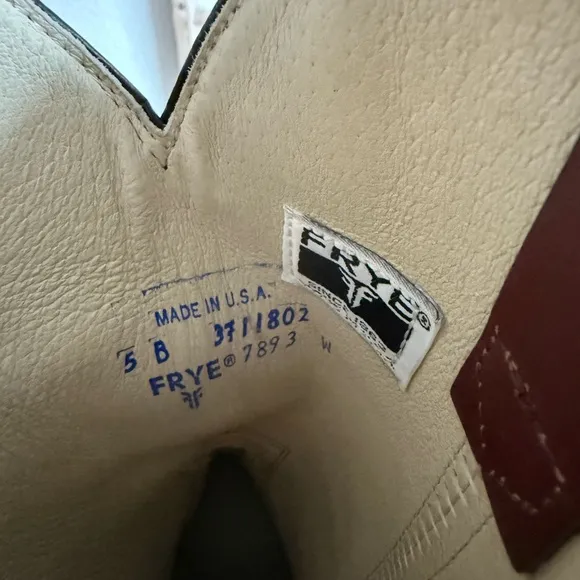 FRYE®
SINCE 1863
MADE IN U.S.A.
5 B 3711802
FRYE® 7893 W